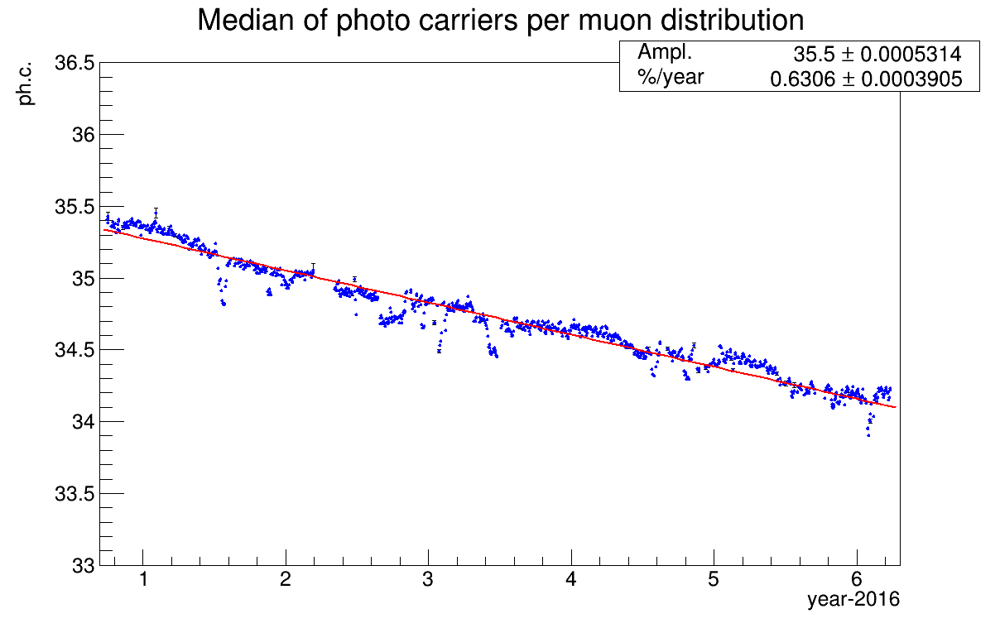 Median of photo carriers per muon distribution
Ampl. 35.5 ± 0.0005314
%/year 0.6306 ± 0.0003905
ph.c.
36.5
36
35.5
35
34.5
34
33.5
33
1 2 3 4 5 6
year-2016